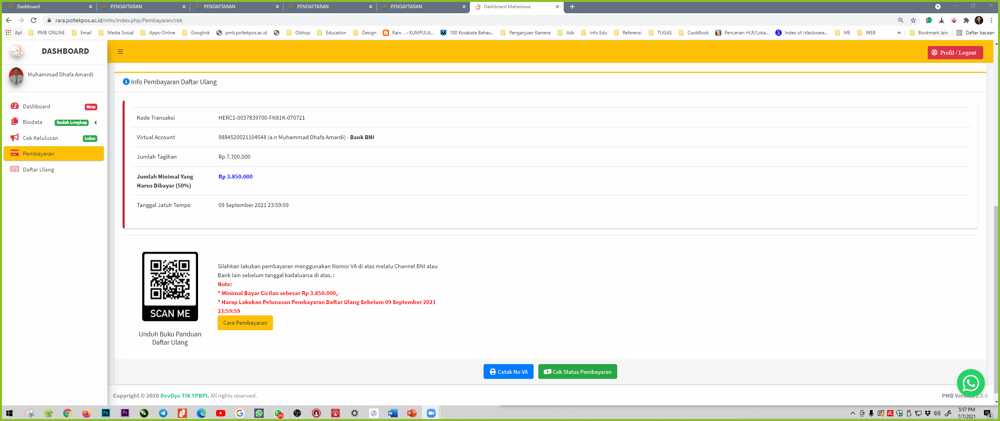 Dashboard
PENDAFTARAN
PENDAFTARAN
PENDAFTARAN
PENDAFTARAN
Dashboard Mahasiswa
rara.poltekpos.ac.id/mhs/index.php/Pembayaran/cek
Apl
PMB ONLINE
Email
Media Sosial
Apps-Online
Googlink
pmb.poltekpos.ac.id
Olshop
Education
Design
Rain. . .: KUMPULA...
100 Kosakata Bahas...
Penganjuan Kamera
Ads
Info Edu
Referensi
TUGAS
CookBook
Pencarian HLR/Loka...
Index of /slackware...
ME
WEB
»
Bookmark lain
Daftar bacaan
DASHBOARD
Profil / Logout
Muhammad Dhafa Amardi
Dashboard New
Biodata Sudah Lengkap
Cek Kelulusan Lulus
Pembayaran
Daftar Ulang
Info Pembayaran Daftar Ulang
Kode Transaksi HERC1-0037839700-FN81K-070721
Virtual Account 9884520021104548 (a.n Muhammad Dhafa Amardi) - Bank BNI
Jumlah Tagihan Rp 7.700.000
Jumlah Minimal Yang Rp 3.850.000
Harus Dibayar (50%)
Tanggal Jatuh Tempo 09 September 2021 23:59:59
SCAN ME
Unduh Buku Panduan
Daftar Ulang
Silahkan lakukan pembayaran menggunakan Nomor VA di atas melalu Channel BNI atau
Bank lain sebelum tanggal kadaluarsa di atas. :
Note:
* Minimal Bayar Cicilan sebesar Rp 3.850.000,-
* Harap Lakukan Pelunasan Pembayaran Daftar Ulang Sebelum 09 September 2021
23:59:59
Cara Pembayaran
Cetak No VA
Cek Status Pembayaran
Copyright © 2020 DevOps TIK YPBPI. All rights reserved.
PMB 2.0.0
Ps
Pr
99
5:57 PM
7/7/2021
4